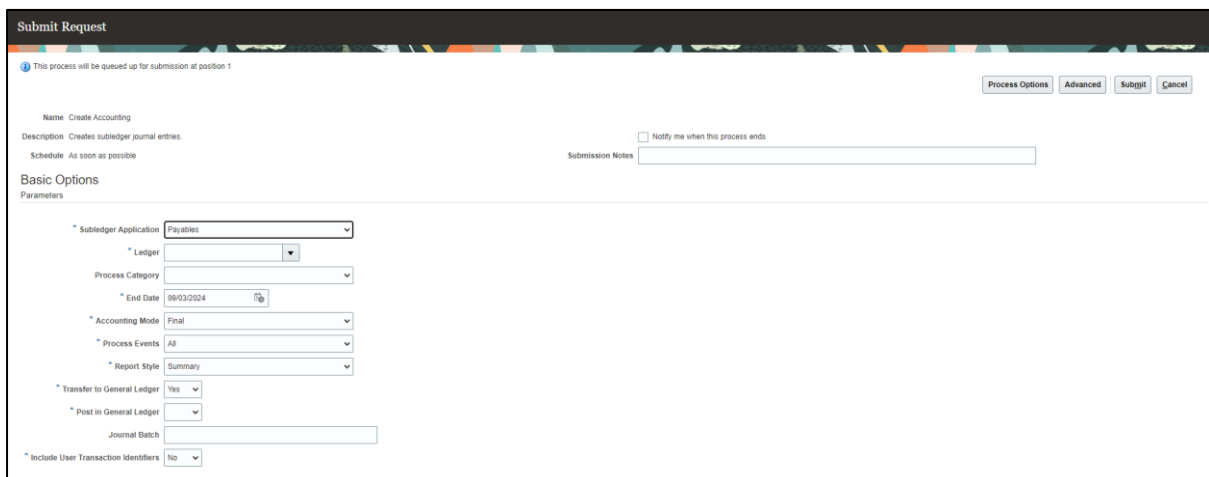 Submit Request
This process will be queued up for submission at position 1
Process Options Advanced Submit Cancel
Name Create Accounting
Description Creates subledger journal entries.
Notify me when this process ends
Schedule As soon as possible
Submission Notes
Basic Options
Parameters
* Subledger Application Payables
* Ledger
Process Category
* End Date 09/03/2024
* Accounting Mode Final
* Process Events All
* Report Style Summary
* Transfer to General Ledger Yes
* Post in General Ledger
Journal Batch
* Include User Transaction Identifiers No